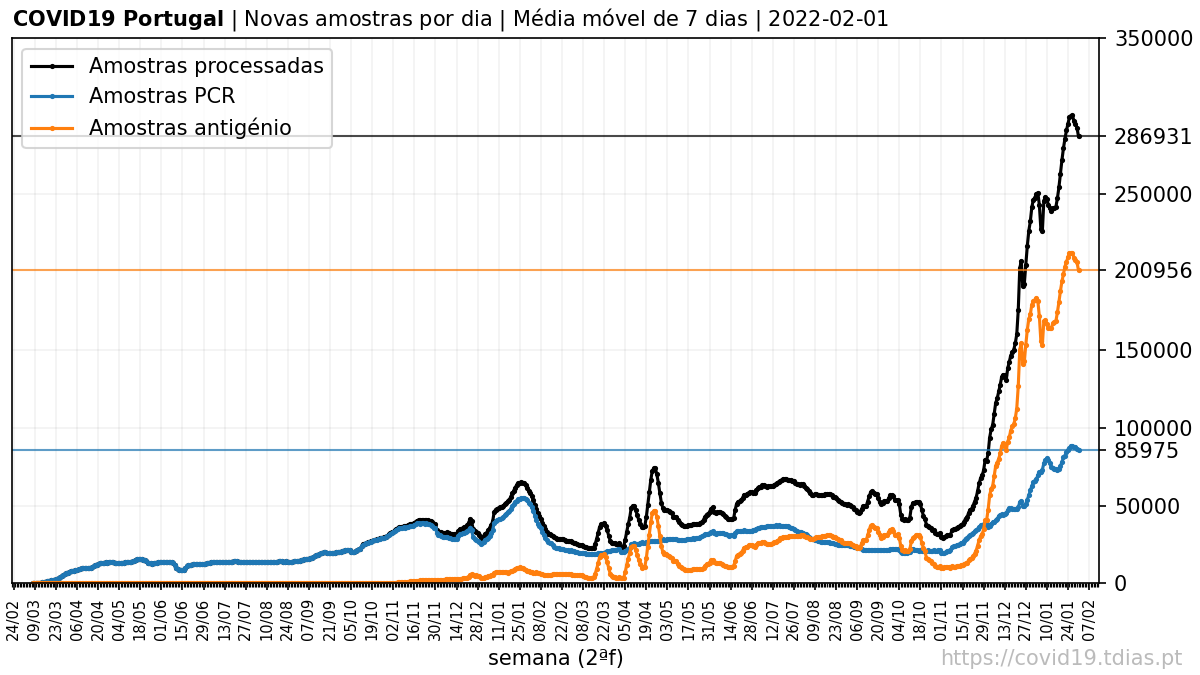 COVID19 Portugal | Novas amostras por dia | Média móvel de 7 dias | 2022-02-01
Amostras processadas
Amostras PCR
Amostras antigénio
350000
286931
250000
200956
150000
100000
85975
50000
0
24/02 09/03 23/03 06/04 20/04 04/05 18/05 01/06 15/06 29/06 13/07 27/07 10/08 24/08 07/09 21/09 05/10 19/10 02/11 16/11 30/11 14/12 28/12 11/01 25/01 08/02 22/02 08/03 22/03 05/04 19/04 03/05 17/05 31/05 14/06 28/06 12/07 26/07 09/08 23/08 06/09 20/09 04/10 18/10 01/11 15/11 29/11 13/12 27/12 10/01 24/01 07/02
semana (2ªf)
https://covid19.tdias.pt